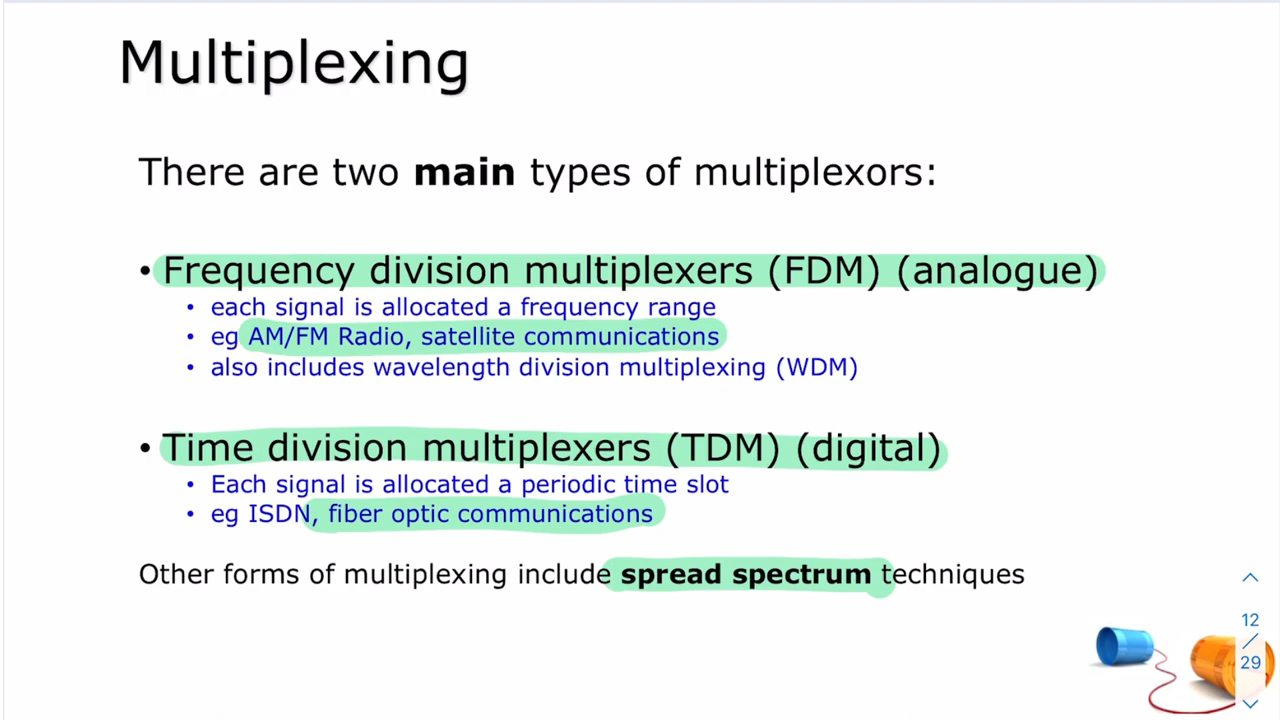 Multiplexing
There are two main types of multiplexors:
• Frequency division multiplexers (FDM) (analogue)
• each signal is allocated a frequency range
• eg AM/FM Radio, satellite communications
• also includes wavelength division multiplexing (WDM)
• Time division multiplexers (TDM) (digital)
• Each signal is allocated a periodic time slot
• eg ISDN, fiber optic communications
Other forms of multiplexing include spread spectrum techniques
12
/
29